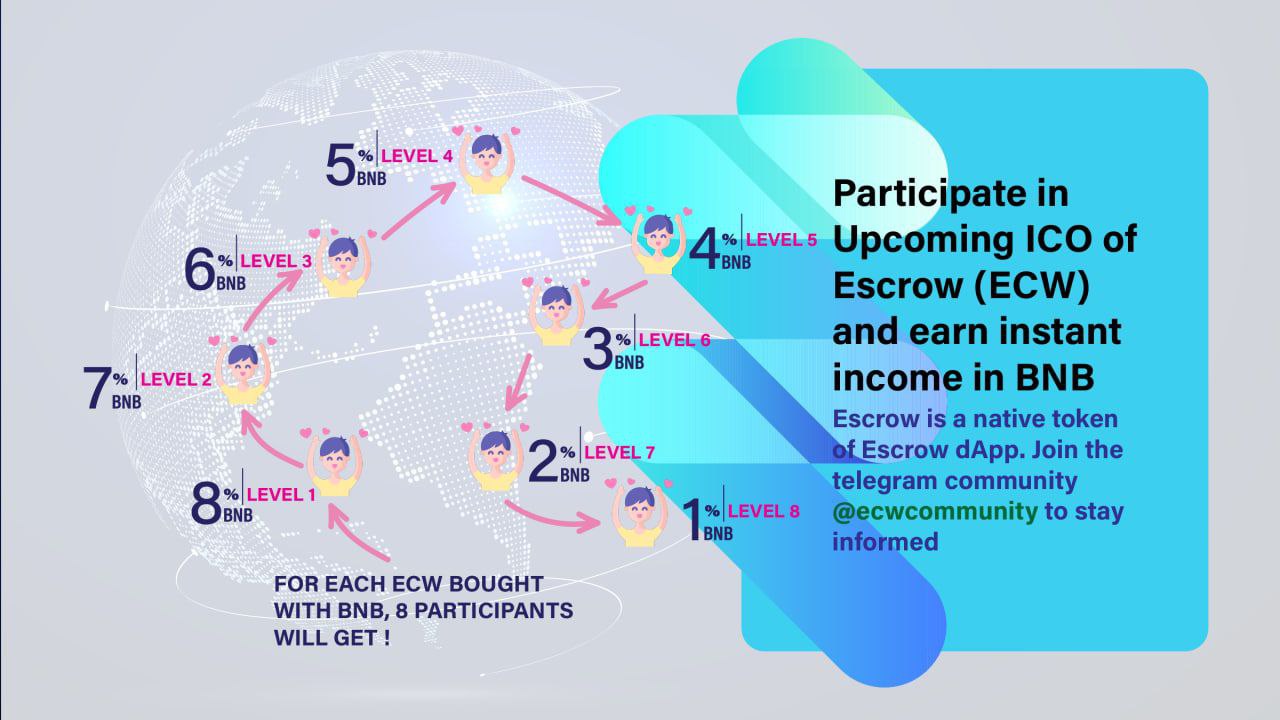 5% BNB LEVEL 4
4% BNB LEVEL 5
6% BNB LEVEL 3
3% BNB LEVEL 6
7% BNB LEVEL 2
2% BNB LEVEL 7
8% BNB LEVEL 1
1% BNB LEVEL 8
FOR EACH ECW BOUGHT
WITH BNB, 8 PARTICIPANTS
WILL GET !
Participate in
Upcoming ICO of
Escrow (ECW)
and earn instant
income in BNB
Escrow is a native token
of Escrow dApp. Join the
telegram community
@ecwcommunity to stay
informed